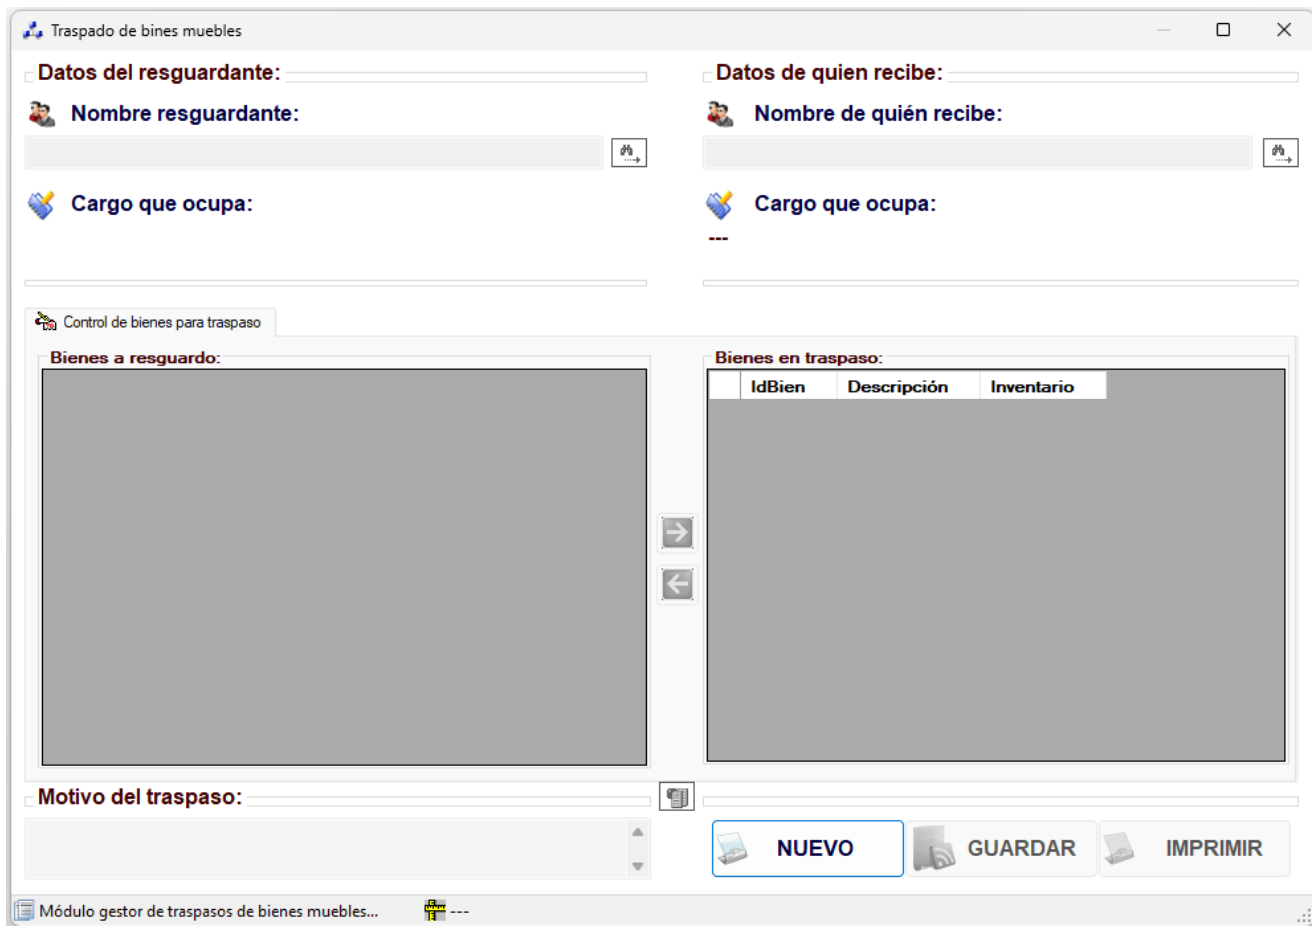 Traspado de bines muebles
Datos del resguardante:
Nombre resguardante:
Cargo que ocupa:
Datos de quien recibe:
Nombre de quién recibe:
Cargo que ocupa:
---
Control de bienes para traspaso
Bienes a resguardo:
Bienes en traspaso:
IdBien Descripción Inventario
Motivo del traspaso:
NUEVO GUARDAR IMPRIMIR
Módulo gestor de traspasos de bienes muebles... ---